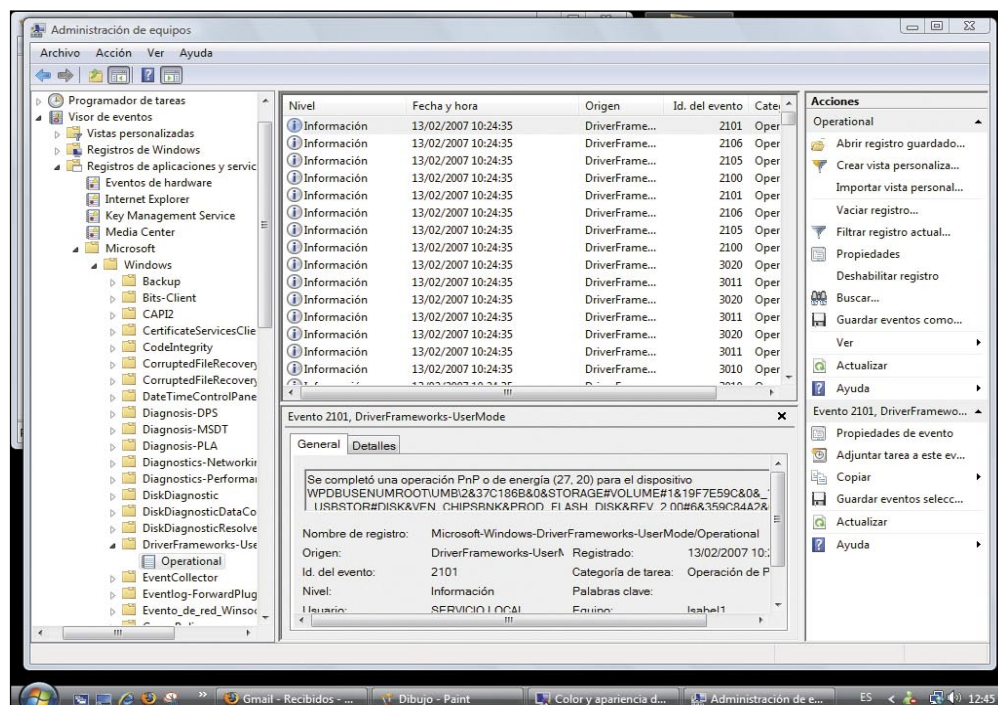 Administración de equipos
Archivo Acción Ver Ayuda
Programador de tareas
Visor de eventos
Vistas personalizadas
Registros de Windows
Registros de aplicaciones y servic
Eventos de hardware
Internet Explorer
Key Management Service
Media Center
Microsoft
Windows
Backup
Bits-Client
CAPI2
CertificateServicesClie
CodeIntegrity
CorruptedFileRecovery
CorruptedFileRecovery
DateTimeControlPane
Diagnosis-DPS
Diagnosis-MSDT
Diagnosis-PLA
Diagnostics-Networkin
Diagnostics-Performan
DiskDiagnostic
DiskDiagnosticDataCo
DiskDiagnosticResolve
DriverFrameworks-Use
Operational
EventCollector
Eventlog-ForwardPlug
Evento_de_red_Winsoc
Nivel Fecha y hora Origen Id. del evento Cate
Información 13/02/2007 10:24:35 DriverFrame... 2101 Oper
Información 13/02/2007 10:24:35 DriverFrame... 2106 Oper
Información 13/02/2007 10:24:35 DriverFrame... 2105 Oper
Información 13/02/2007 10:24:35 DriverFrame... 2100 Oper
Información 13/02/2007 10:24:35 DriverFrame... 2101 Oper
Información 13/02/2007 10:24:35 DriverFrame... 2106 Oper
Información 13/02/2007 10:24:35 DriverFrame... 2105 Oper
Información 13/02/2007 10:24:35 DriverFrame... 2100 Oper
Información 13/02/2007 10:24:35 DriverFrame... 3020 Oper
Información 13/02/2007 10:24:35 DriverFrame... 3011 Oper
Información 13/02/2007 10:24:35 DriverFrame... 3020 Oper
Información 13/02/2007 10:24:35 DriverFrame... 3011 Oper
Información 13/02/2007 10:24:35 DriverFrame... 3020 Oper
Información 13/02/2007 10:24:35 DriverFrame... 3011 Oper
Información 13/02/2007 10:24:35 DriverFrame... 3010 Oper
Evento 2101, DriverFrameworks-UserMode
General Detalles
Se completó una operación PnP o de energía (27, 20) para el dispositivo
WPDBUSENUMROOT\UMB\2&37C186B&0&STORAGE#VOLUME#1&19F7E59C&0&_
_USBSTOR#DISK&VEN_CHIPSBNK&PROD_FLASH_DISK&REV_2.00#6&359C84A2&
Nombre de registro: Microsoft-Windows-DriverFrameworks-UserMode/Operational
Origen: DriverFrameworks-UserM Registrado: 13/02/2007 10:
Id. del evento: 2101 Categoría de tarea: Operación de P
Nivel: Información Palabras clave:
Usuario: SERVICIO LOCAL Equipo: Isabel1
Acciones
Operational
Abrir registro guardado...
Crear vista personaliza...
Importar vista personal...
Vaciar registro...
Filtrar registro actual...
Propiedades
Deshabilitar registro
Buscar...
Guardar eventos como...
Ver
Actualizar
Ayuda
Evento 2101, DriverFramewo...
Propiedades de evento
Adjuntar tarea a este ev...
Copiar
Guardar eventos selecc...
Actualizar
Ayuda
Gmail - Recibidos - ... Dibujo - Paint Color y apariencia d... Administración de e... ES 12:45